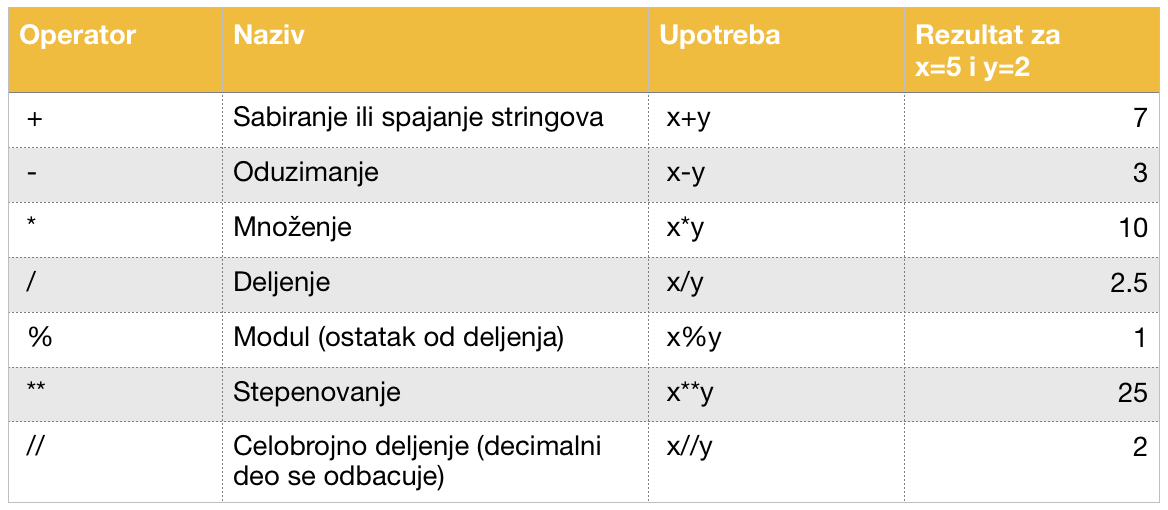 Operator Naziv Upotreba Rezultat za
x=5 i y=2
+ Sabiranje ili spajanje stringova x+y 7
- Oduzimanje x-y 3
* Množenje x*y 10
/ Deljenje x/y 2.5
% Modul (ostatak od deljenja) x%y 1
** Stepenovanje x**y 25
// Celobrojno deljenje (decimalni x//y 2
deo se odbacuje)